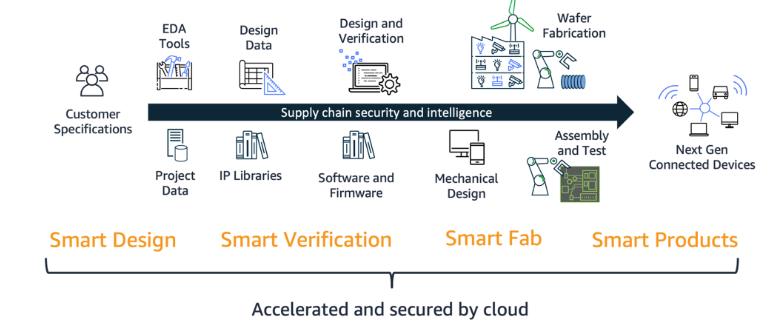 EDA
Tools
Design
Data
Design and
Verification
Wafer
Fabrication
Customer
Specifications
Supply chain security and intelligence
Next Gen
Connected Devices
Project
Data
IP Libraries
Software and
Firmware
Mechanical
Design
Assembly
and Test
Smart Design
Smart Verification
Smart Fab
Smart Products
Accelerated and secured by cloud